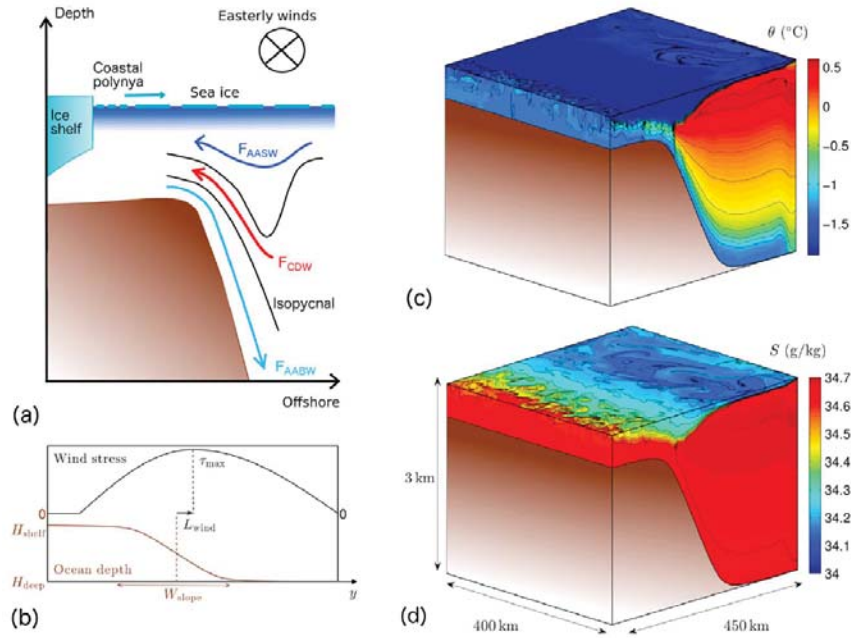 Depth
Easterly winds
Coastal
polynya
Sea ice
Ice
shelf
F_AASW
F_CDW
Isopycnal
F_AABW
Offshore
(a)
Wind stress
τ_max
0
0
L_wind
H_shelf
Ocean depth
H_deep
W_slope
y
(b)
θ (°C)
0.5
0
−0.5
−1
−1.5
(c)
S (g/kg)
34.7
34.6
34.5
34.4
34.3
34.2
34.1
34
3 km
400 km
450 km
(d)